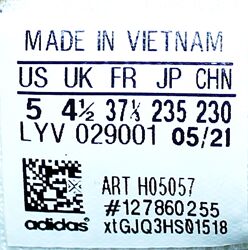 MADE IN VIETNAM
US UK FR JP CHN
5 4½ 37⅓ 235 230
LYV 029001 05/21
ART H05057
#127860255
adidas xtGJQ3HS01518